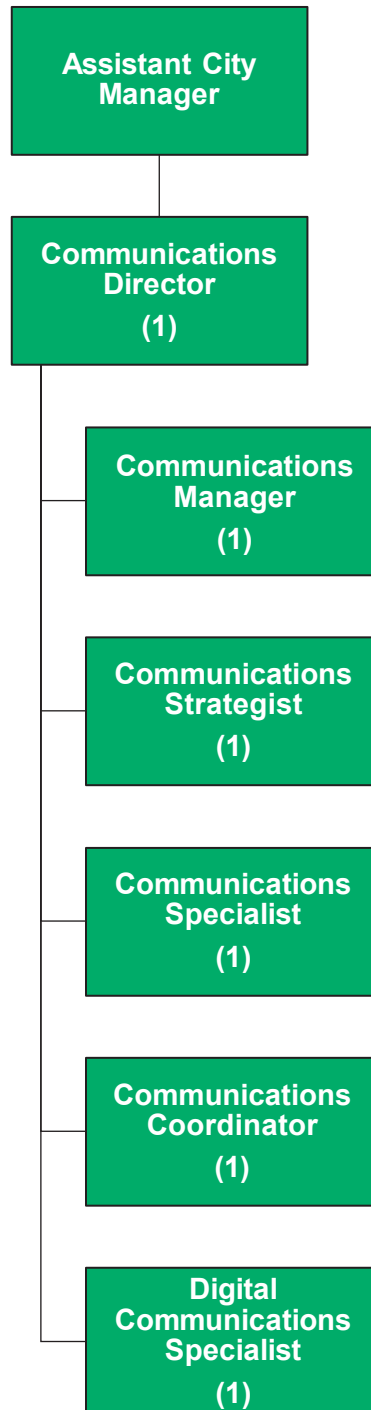 Assistant City
Manager
Communications
Director
(1)
Communications
Manager
(1)
Communications
Strategist
(1)
Communications
Specialist
(1)
Communications
Coordinator
(1)
Digital
Communications
Specialist
(1)